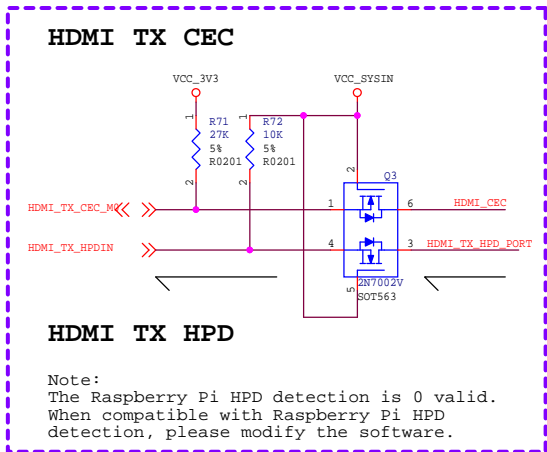 HDMI TX CEC
VCC_3V3
VCC_SYSIN
1
R71
27K
5%
R0201
2
1
R72
10K
5%
R0201
2
2
Q3
HDMI_TX_CEC_M0
1
6
HDMI_CEC
HDMI_TX_HPDIN
4
3
HDMI_TX_HPD_PORT
5
2N7002V
SOT563
HDMI TX HPD
Note:
The Raspberry Pi HPD detection is 0 valid.
When compatible with Raspberry Pi HPD
detection, please modify the software.